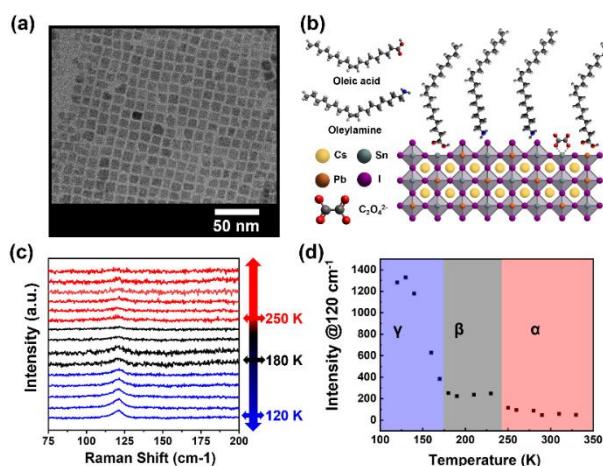 (a)
50 nm
(b)
Oleic acid
Oleylamine
Cs
Sn
Pb
I
C₂O₄²⁻
(c)
Intensity (a.u.)
250 K
180 K
120 K
75
100
125
150
175
200
Raman Shift (cm-1)
(d)
Intensity @120 cm⁻¹
1400
1200
1000
800
600
400
200
0
γ
β
α
100
150
200
250
300
350
Temperature (K)